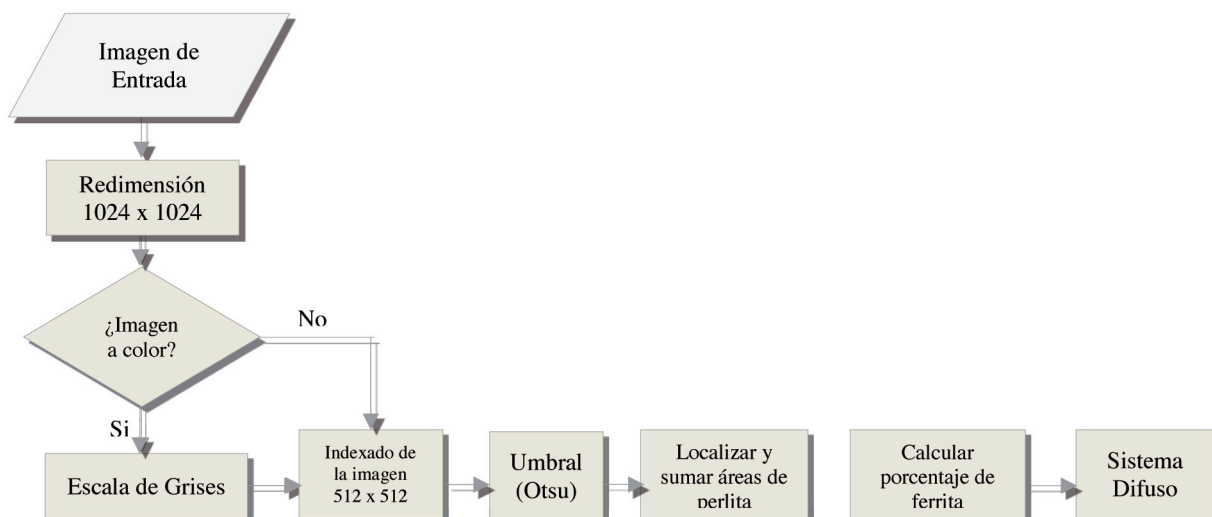 Imagen de
Entrada
Redimensión
1024 x 1024
¿Imagen
a color?
No
Si
Escala de Grises
Indexado de
la imagen
512 x 512
Umbral
(Otsu)
Localizar y
sumar áreas de
perlita
Calcular
porcentaje de
ferrita
Sistema
Difuso